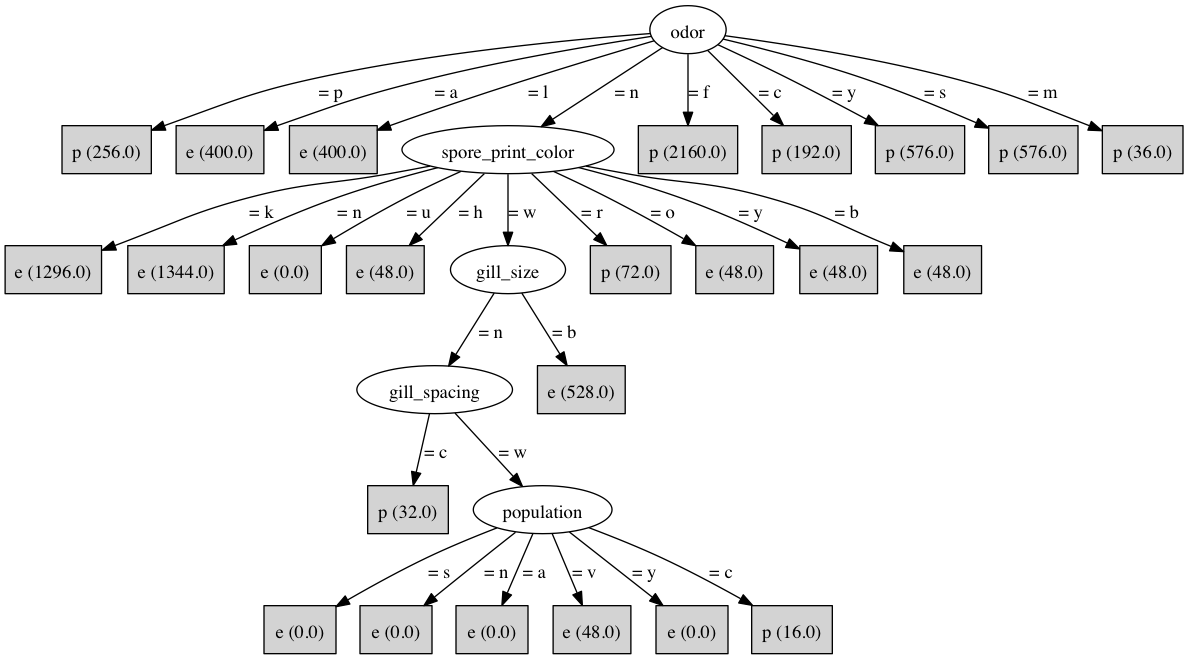 odor
= p = a = l = n = f = c = y = s = m
p (256.0) e (400.0) e (400.0) spore_print_color p (2160.0) p (192.0) p (576.0) p (576.0) p (36.0)
= k = n = u = h = w = r = o = y = b
e (1296.0) e (1344.0) e (0.0) e (48.0) gill_size p (72.0) e (48.0) e (48.0) e (48.0)
= n = b
gill_spacing e (528.0)
= c = w
p (32.0) population
= s = n = a = v = y = c
e (0.0) e (0.0) e (0.0) e (48.0) e (0.0) p (16.0)